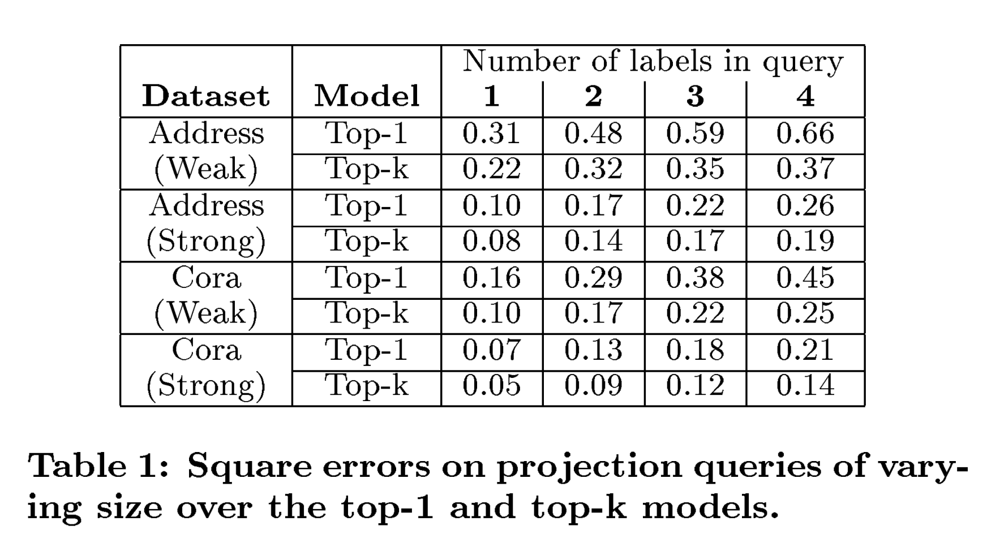 Number of labels in query
Dataset Model 1 2 3 4
Address Top-1 0.31 0.48 0.59 0.66
(Weak) Top-k 0.22 0.32 0.35 0.37
Address Top-1 0.10 0.17 0.22 0.26
(Strong) Top-k 0.08 0.14 0.17 0.19
Cora Top-1 0.16 0.29 0.38 0.45
(Weak) Top-k 0.10 0.17 0.22 0.25
Cora Top-1 0.07 0.13 0.18 0.21
(Strong) Top-k 0.05 0.09 0.12 0.14
Table 1: Square errors on projection queries of vary-
ing size over the top-1 and top-k models.